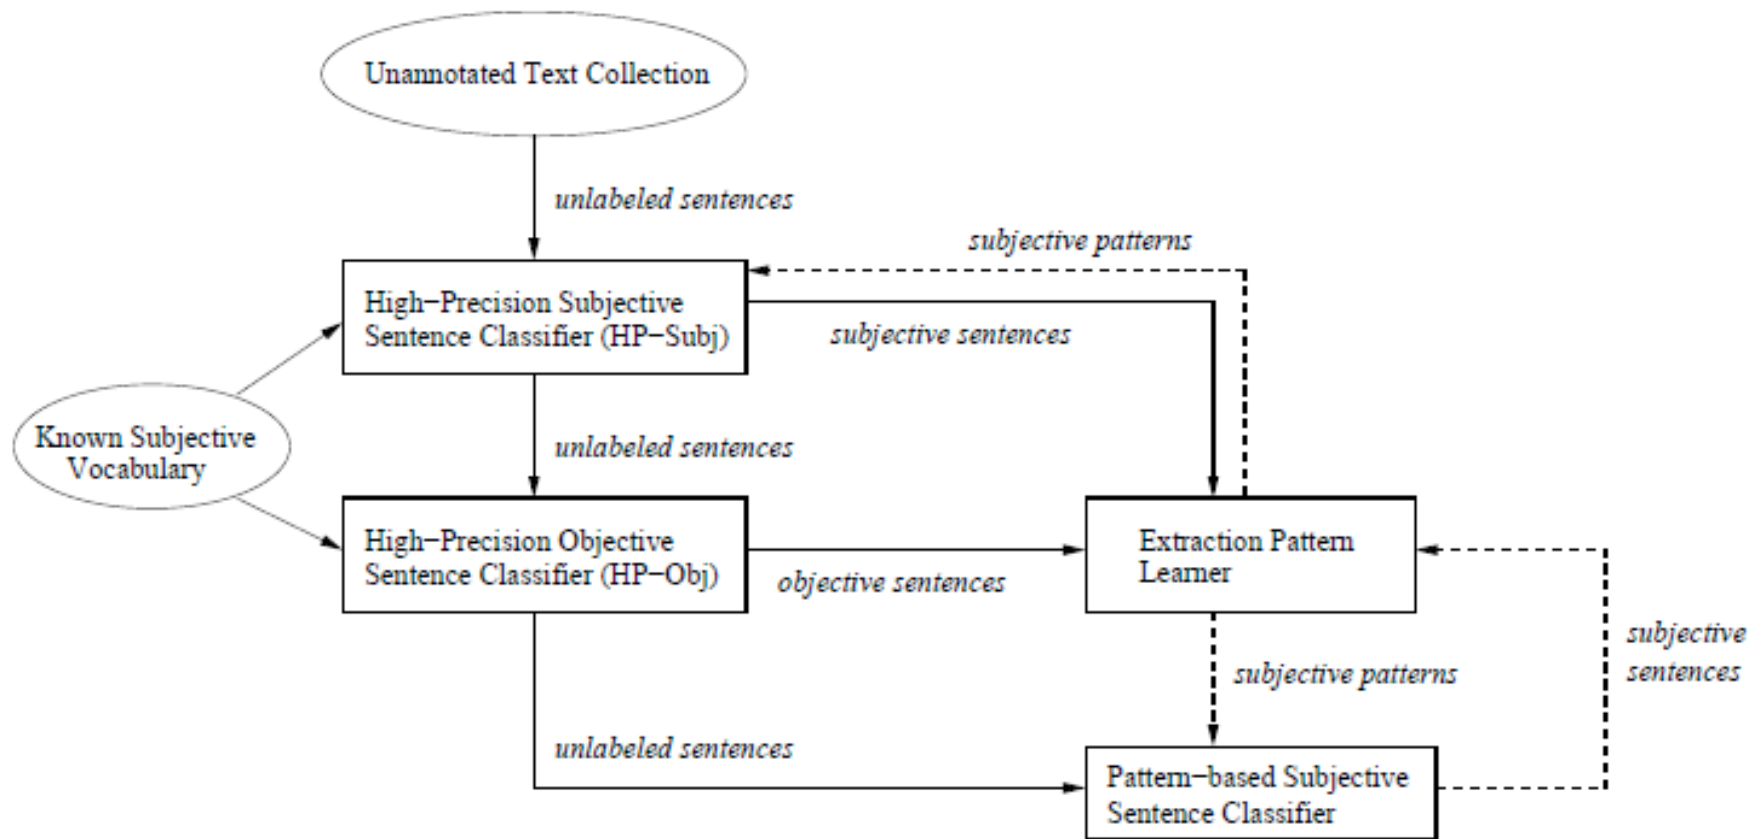 Unannotated Text Collection
unlabeled sentences
subjective patterns
High−Precision Subjective
Sentence Classifier (HP−Subj)
subjective sentences
Known Subjective
Vocabulary
unlabeled sentences
High−Precision Objective
Sentence Classifier (HP−Obj)
objective sentences
Extraction Pattern
Learner
subjective
sentences
subjective patterns
unlabeled sentences
Pattern−based Subjective
Sentence Classifier